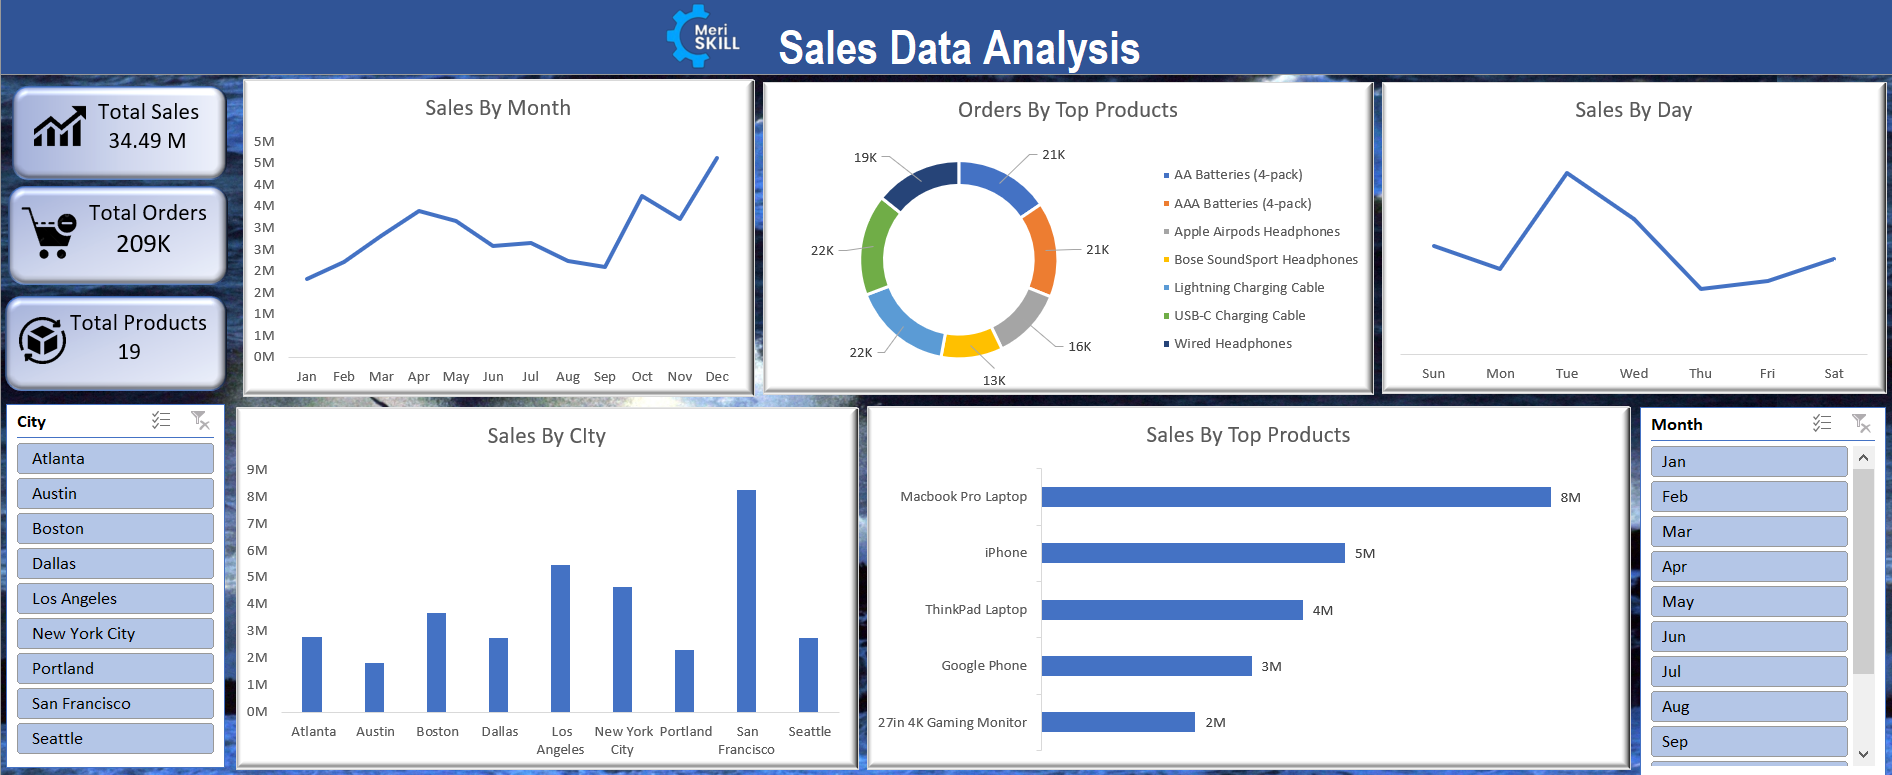 Meri
SKILL
Sales Data Analysis
Total Sales
34.49 M
Total Orders
209K
Total Products
19
Sales By Month
5M
5M
4M
4M
3M
3M
2M
2M
1M
1M
0M
Jan Feb Mar Apr May Jun Jul Aug Sep Oct Nov Dec
Orders By Top Products
19K
21K
22K
21K
22K
16K
13K
AA Batteries (4-pack)
AAA Batteries (4-pack)
Apple Airpods Headphones
Bose SoundSport Headphones
Lightning Charging Cable
USB-C Charging Cable
Wired Headphones
Sales By Day
Sun Mon Tue Wed Thu Fri Sat
City
Atlanta
Austin
Boston
Dallas
Los Angeles
New York City
Portland
San Francisco
Seattle
Sales By CIty
9M
8M
7M
6M
5M
4M
3M
2M
1M
0M
Atlanta Austin Boston Dallas Los Angeles New York City Portland San Francisco Seattle
Sales By Top Products
Macbook Pro Laptop 8M
iPhone 5M
ThinkPad Laptop 4M
Google Phone 3M
27in 4K Gaming Monitor 2M
Month
Jan
Feb
Mar
Apr
May
Jun
Jul
Aug
Sep